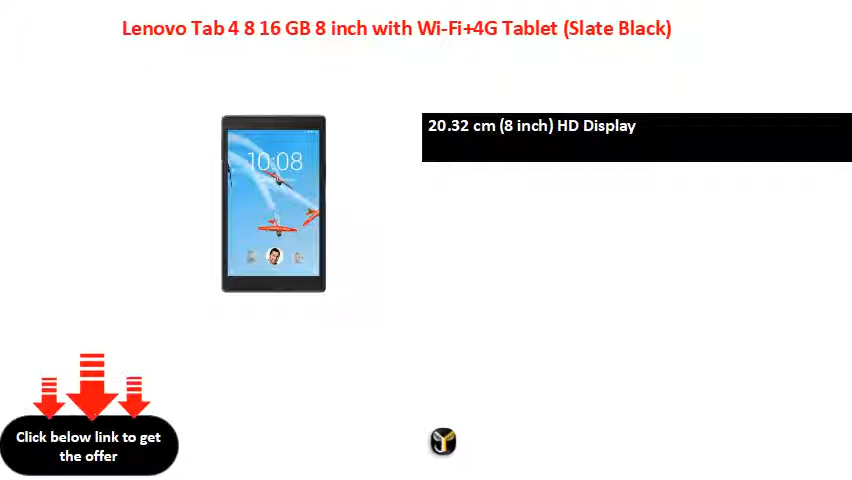 Lenovo Tab 4 8 16 GB 8 inch with Wi-Fi+4G Tablet (Slate Black)
20.32 cm (8 inch) HD Display
10:08
Click below link to get
the offer